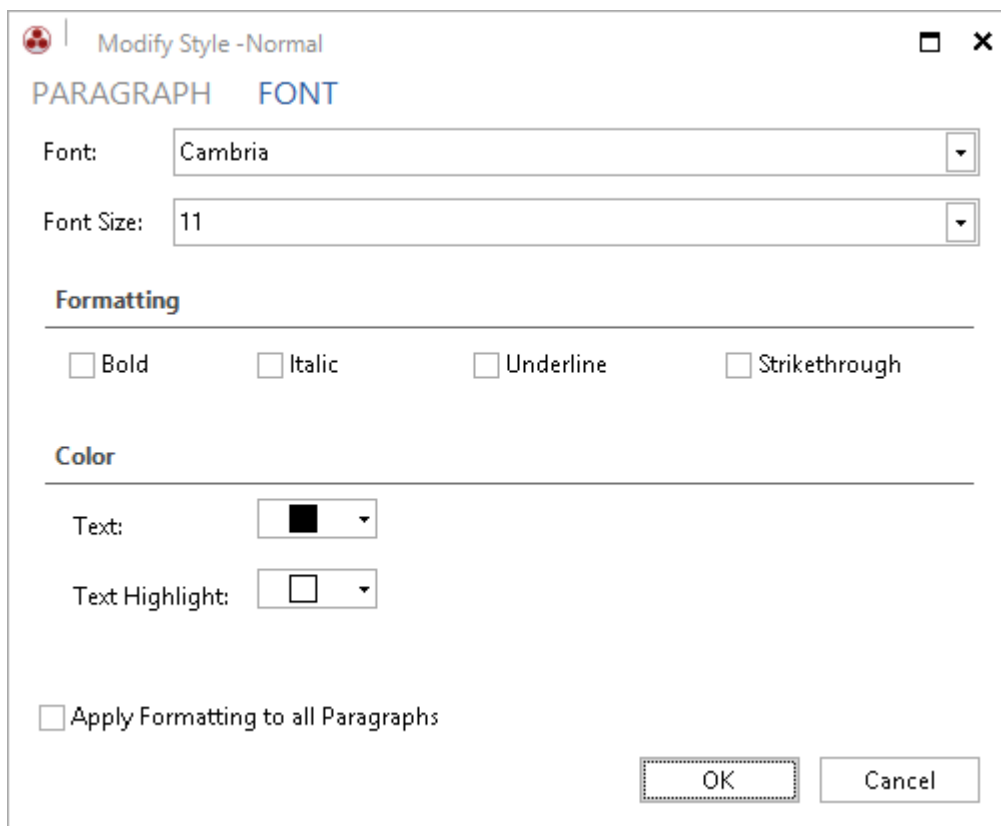 Modify Style -Normal
PARAGRAPH FONT
Font: Cambria
Font Size: 11
Formatting
Bold Italic Underline Strikethrough
Color
Text:
Text Highlight:
Apply Formatting to all Paragraphs
OK Cancel